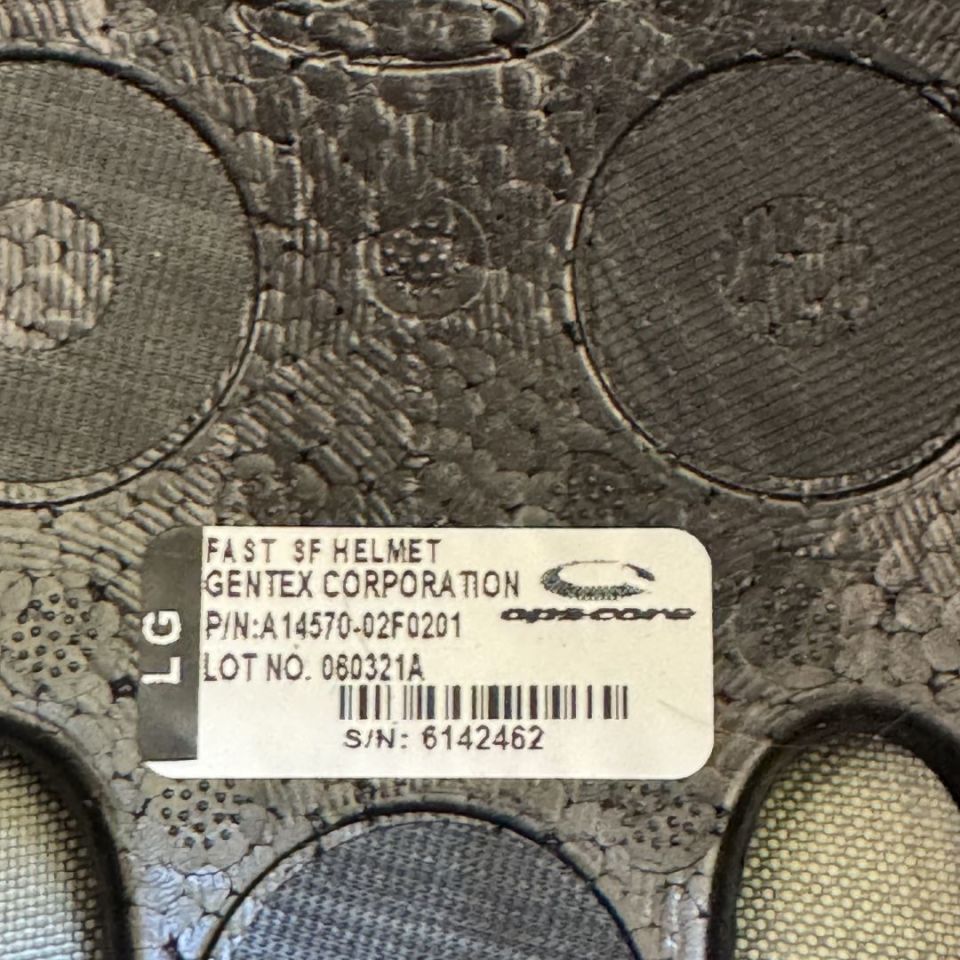 FAST SF HELMET
GENTEX CORPORATION
ops-core
P/N:A14570-02F0201
LOT NO. 060321A
S/N: 6142462
LG